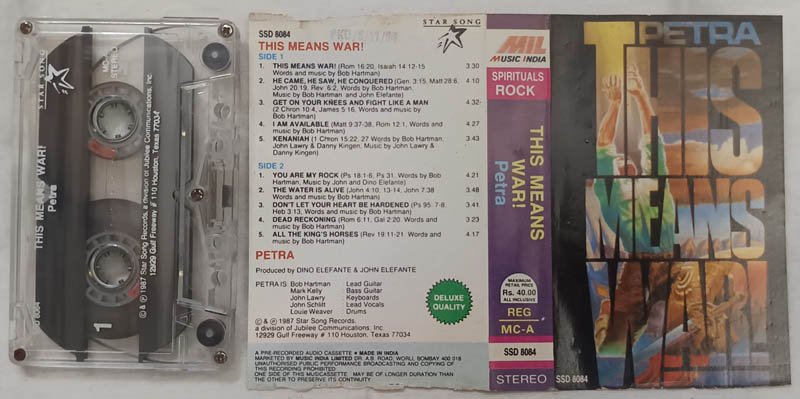 STAR SONG
MC-A
STEREO
THIS MEANS WAR!
Petra
© & ℗ 1987 Star Song Records, a division of Jubilee Communications, Inc.
12929 Gulf Freeway # 110 Houston, Texas 77034
1
SSD 8084
STAR SONG
THIS MEANS WAR!
SIDE 1
1. THIS MEANS WAR! (Rom 16:20, Isaiah 14:12-15 3.30
Words and music by Bob Hartman)
2. HE CAME, HE SAW, HE CONQUERED (Gen. 3:15, Matt 28:6, 4.10
John 20.19, Rev. 6:2, Words by Bob Hartman,
Music by Bob Hartman and John Elefante)
3. GET ON YOUR KNEES AND FIGHT LIKE A MAN 4.32
(2 Chron 10:4, James 5:16, Words and music by
Bob Hartman)
4. I AM AVAILABLE (Matt 9:37-38, Rom 12:1, Words and 4.27
music by Bob Hartman)
5. KENANIAH (1 Chron 15:22, 27 Words by Bob Hartman, 3.43
John Lawry & Danny Kingen, Music by John Lawry &
Danny Kingen)
SIDE 2
1. YOU ARE MY ROCK (Ps 18:1-6, Ps 31, Words by Bob 4.21
Hartman, Music by John and Dino Elefante)
2. THE WATER IS ALIVE (John 4:10, 13-14, John 7:38 3.48
Words and music by Bob Hartman)
3. DON'T LET YOUR HEART BE HARDENED (Ps 95: 7-8, 3.41
Heb 3:13, Words and music by Bob Hartman)
4. DEAD RECKONING (Rom 6:11, Gal 2:20, Words and 3.23
music by Bob Hartman)
5. ALL THE KING'S HORSES (Rev 19:11-21, Words and 4.17
music by Bob Hartman)
PETRA
Produced by DINO ELEFANTE & JOHN ELEFANTE
PETRA IS Bob Hartman Lead Guitar
Mark Kelly Bass Guitar
John Lawry Keyboards
John Schlitt Lead Vocals
Louie Weaver Drums
DELUXE
QUALITY
© & ℗ 1987 Star Song Records,
a division of Jubilee Communications, Inc.
12929 Gulf Freeway # 110 Houston, Texas 77034
A PRE-RECORDED AUDIO CASSETTE ★ MADE IN INDIA
MARKETED BY MUSIC INDIA LIMITED DR. A.B. ROAD, WORLI, BOMBAY 400 018
UNAUTHORISED PUBLIC PERFORMANCE BROADCASTING AND COPYING OF
THIS RECORDING PROHIBITED
ONE SIDE OF THIS MUSICASSETTE MAY BE OF LONGER DURATION THAN
THE OTHER TO PRESERVE ITS CONTINUITY
MIL
MUSIC INDIA
SPIRITUALS
ROCK
THIS MEANS
WAR!
Petra
MAXIMUM
RETAIL PRICE
Rs. 40.00
ALL INCLUSIVE
REG
MC-A
SSD 8084
STEREO
PETRA
THIS
MEANS
WAR!
SSD 8084